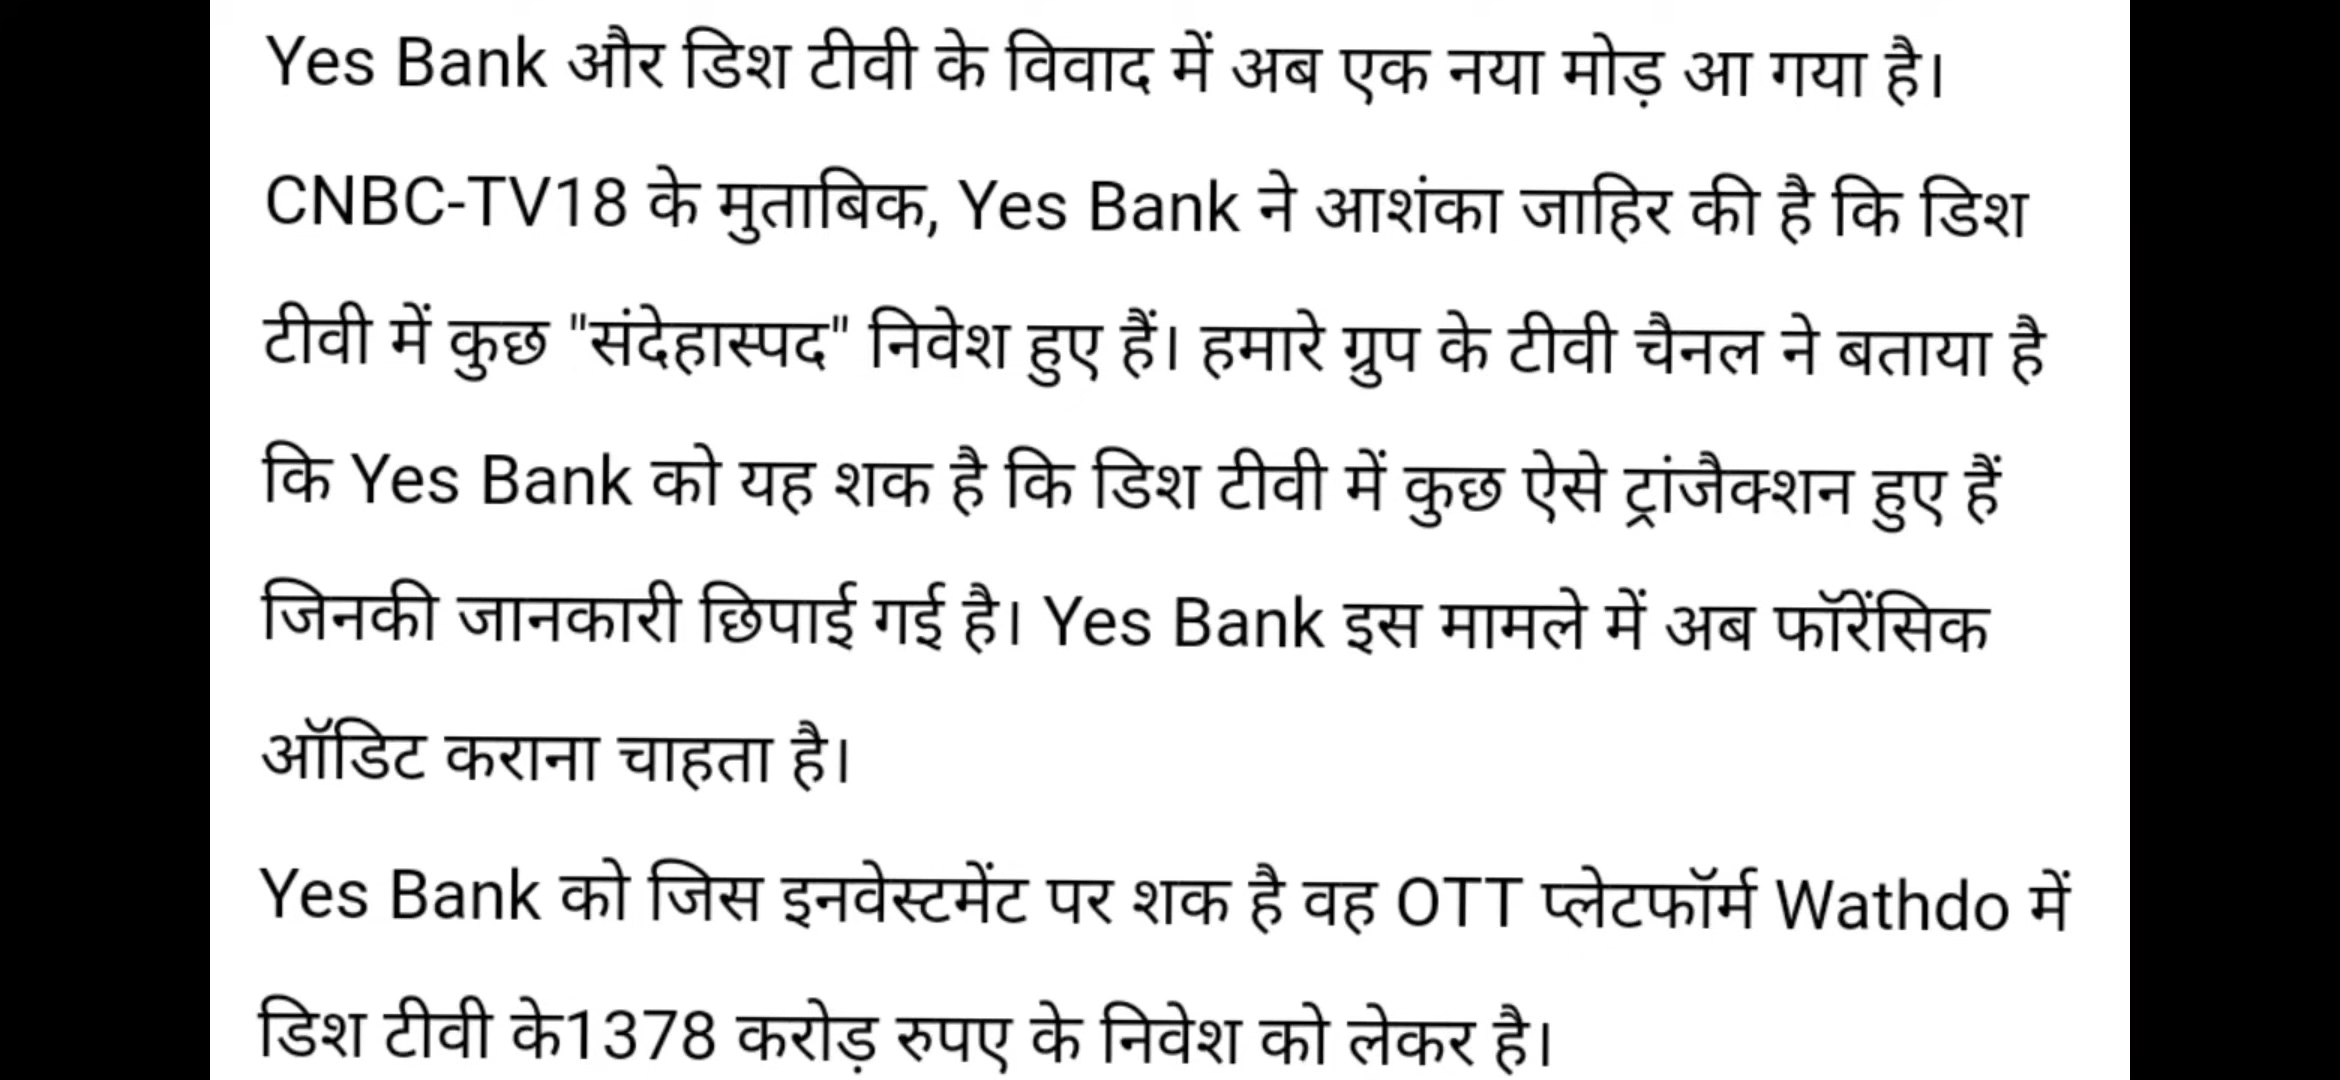 Yes Bank और डिश टीवी के विवाद में अब एक नया मोड़ आ गया है।
CNBC-TV18 के मुताबिक, Yes Bank ने आशंका जाहिर की है कि डिश
टीवी में कुछ "संदेहास्पद" निवेश हुए हैं। हमारे ग्रुप के टीवी चैनल ने बताया है
कि Yes Bank को यह शक है कि डिश टीवी में कुछ ऐसे ट्रांजैक्शन हुए हैं
जिनकी जानकारी छिपाई गई है। Yes Bank इस मामले में अब फॉरेंसिक
ऑडिट कराना चाहता है।
Yes Bank को जिस इनवेस्टमेंट पर शक है वह OTT प्लेटफॉर्म Wathdo में
डिश टीवी के1378 करोड़ रुपए के निवेश को लेकर है।